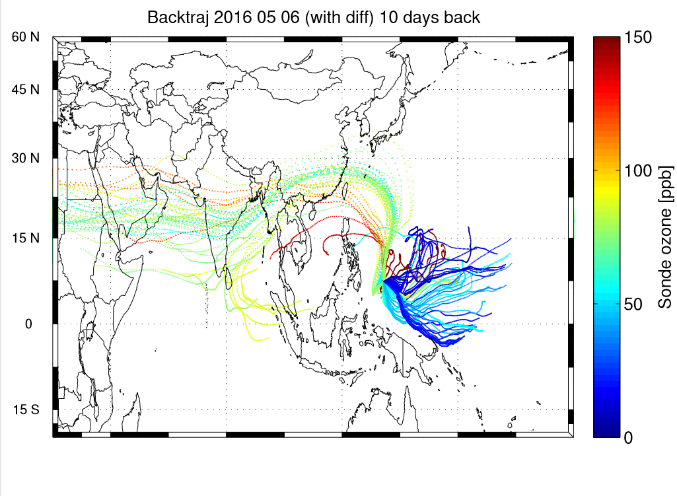 Backtraj 2016 05 06 (with diff) 10 days back
60 N
45 N
30 N
15 N
0
15 S
150
100
50
0
Sonde ozone [ppb]